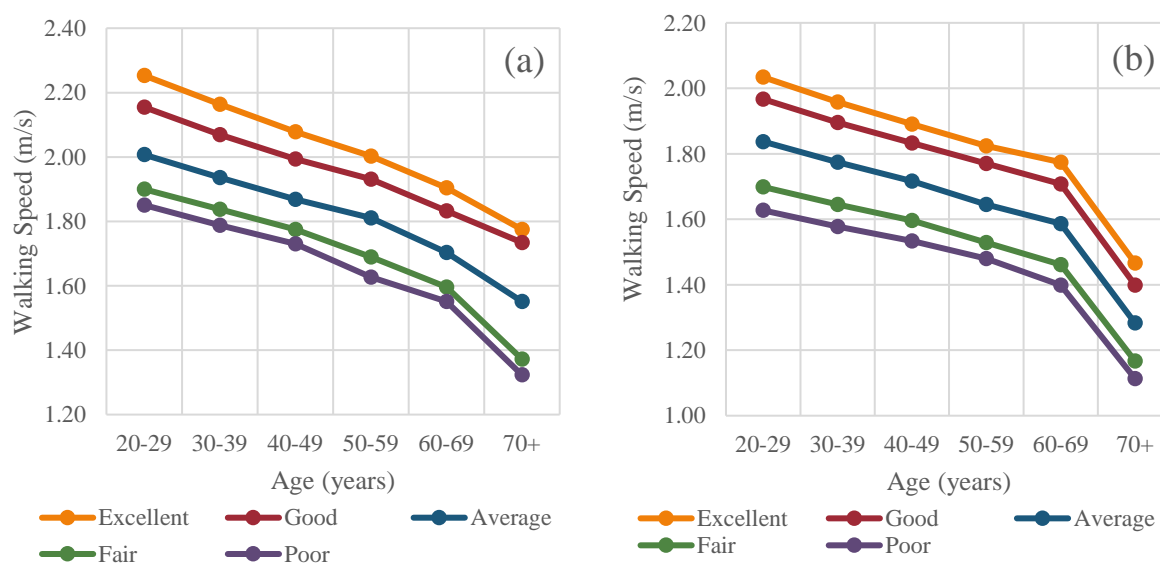 (a)
Walking Speed (m/s)
2.40
2.20
2.00
1.80
1.60
1.40
1.20
20-29 30-39 40-49 50-59 60-69 70+
Age (years)
Excellent Good Average
Fair Poor
(b)
Walking Speed (m/s)
2.20
2.00
1.80
1.60
1.40
1.20
1.00
20-29 30-39 40-49 50-59 60-69 70+
Age (years)
Excellent Good Average
Fair Poor